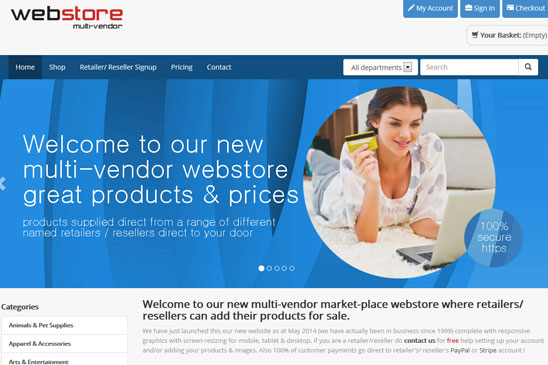 webstore
multi-vendor
My Account
Sign In
Checkout
Your Basket: (Empty)
Home
Shop
Retailer/ Reseller Signup
Pricing
Contact
All departments
Search
Welcome to our new
multi-vendor webstore
great products & prices
products supplied direct from a range of different
named retailers / resellers direct to your door
100%
secure
https
Categories
Animals & Pet Supplies
Apparel & Accessories
Arts & Entertainment
Welcome to our new multi-vendor market-place webstore where retailers/
resellers can add their products for sale.
We have just launched this our new website as at May 2014 (we have actually been in business since 1999) complete with responsive
graphics with screen resizing for mobile, tablet & desktop. If you are a retailer/reseller do contact us for free help setting up your account
and/or adding your products & images. Also 100% of customer payments go direct to retailer's/ reseller's PayPal or Stripe account !